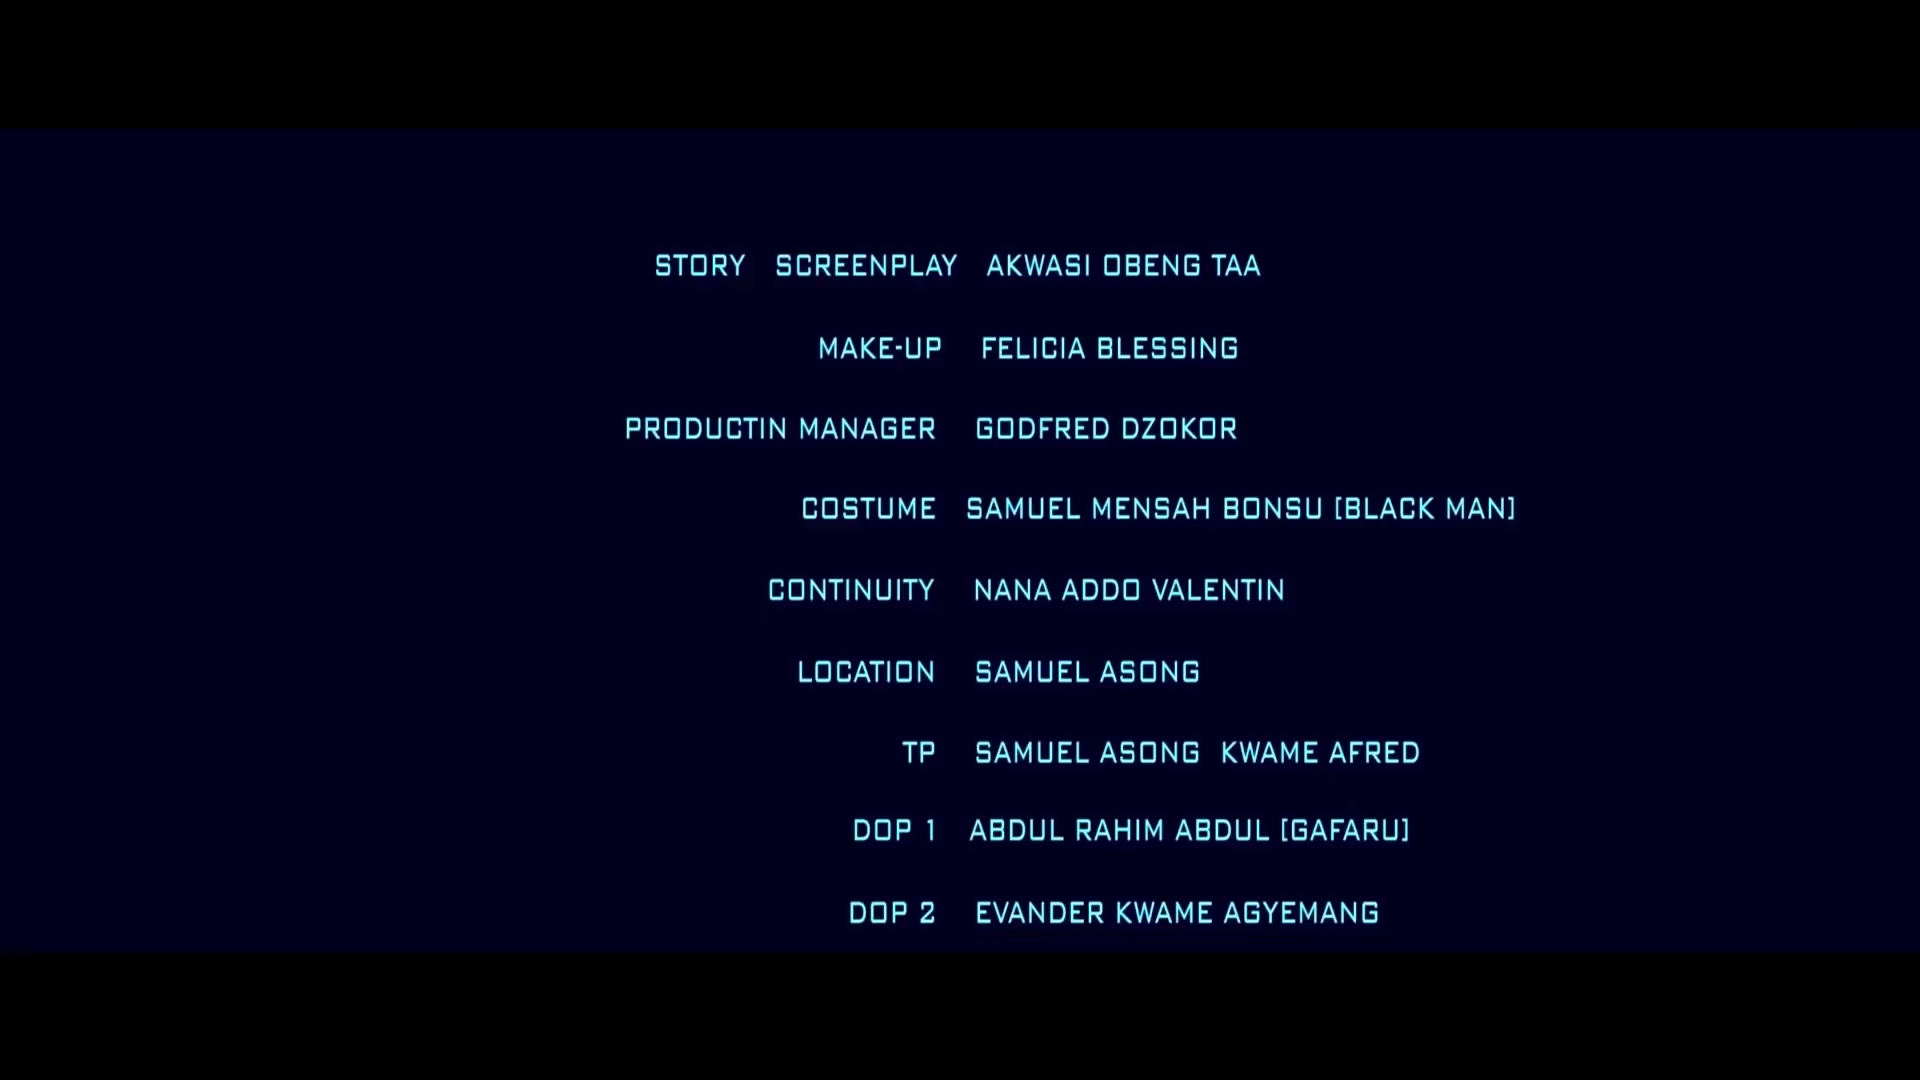 STORY SCREENPLAY AKWASI OBENG TAA
MAKE-UP FELICIA BLESSING
PRODUCTIN MANAGER GODFRED DZOKOR
COSTUME SAMUEL MENSAH BONSU [BLACK MAN]
CONTINUITY NANA ADDO VALENTIN
LOCATION SAMUEL ASONG
TP SAMUEL ASONG KWAME AFRED
DOP 1 ABDUL RAHIM ABDUL [GAFARU]
DOP 2 EVANDER KWAME AGYEMANG